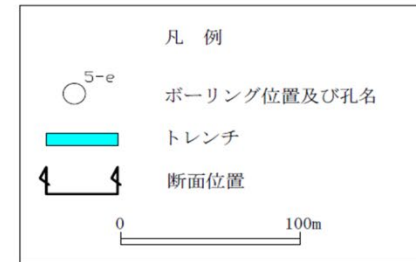 凡 例
5-e
ボーリング位置及び孔名
トレンチ
断面位置
0 100m